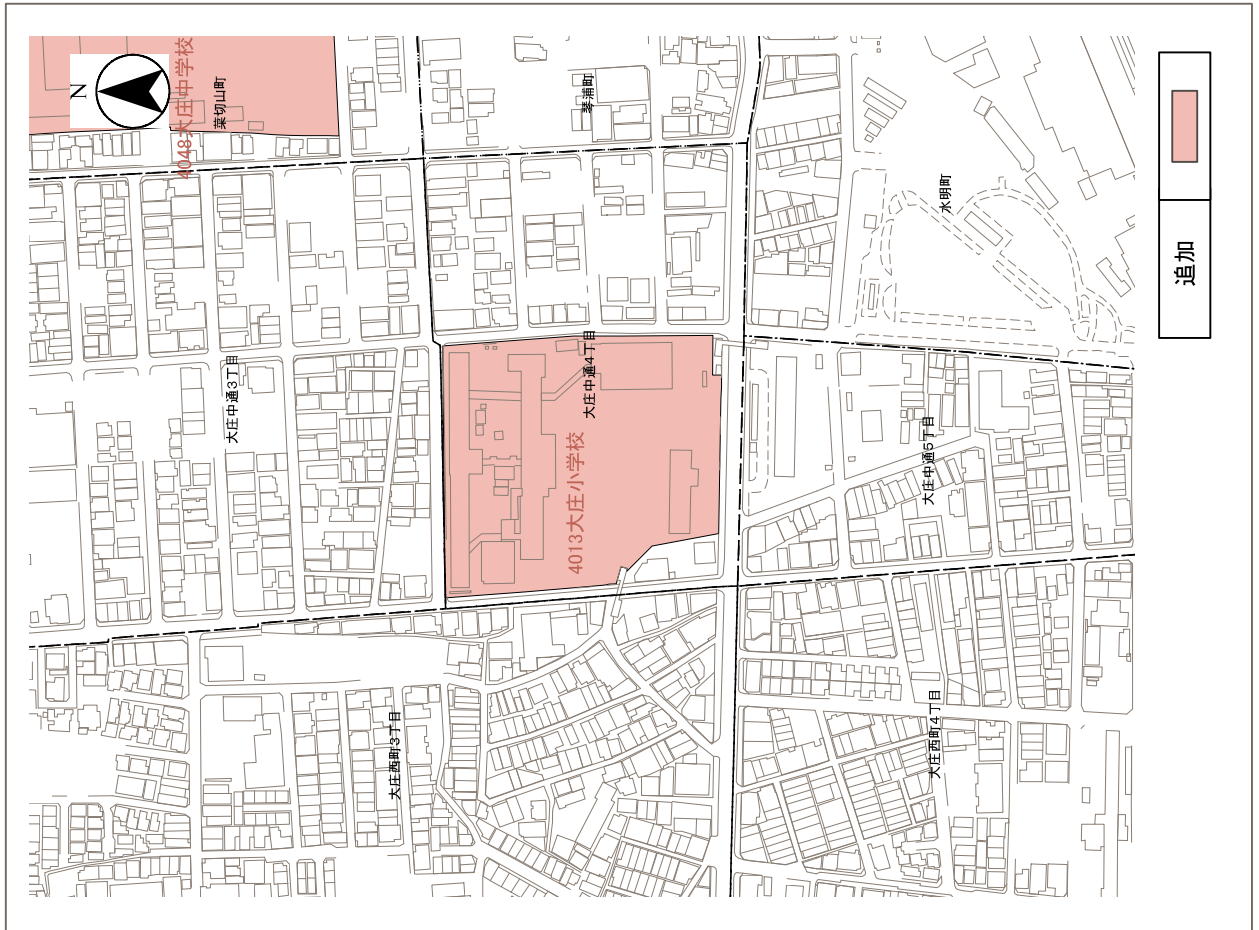 N
4048大庄中学校
葉切山町
琴浦町
水明町
大庄中通3丁目
大庄中通4丁目
4013大庄小学校
大庄中通5丁目
大庄西町3丁目
大庄西町4丁目
追加